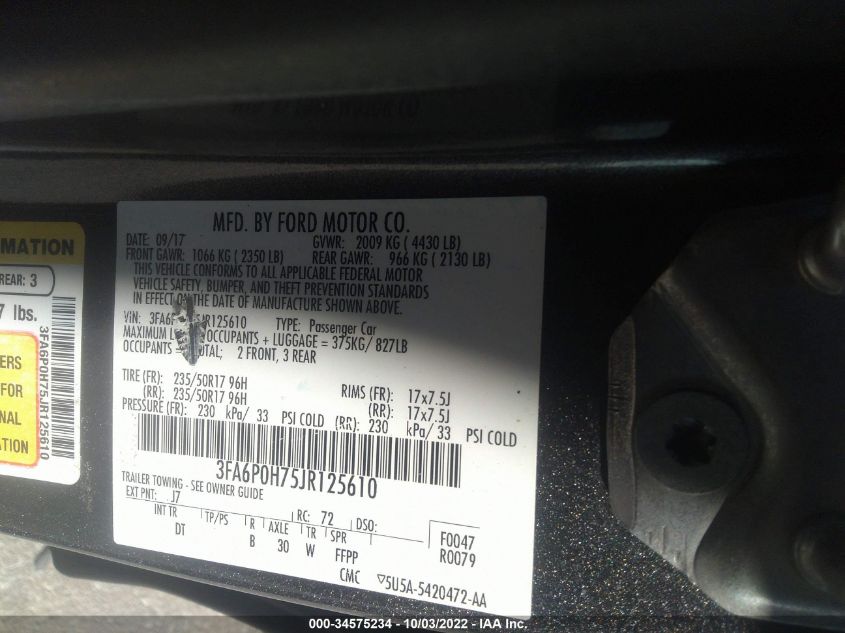 MFD. BY FORD MOTOR CO.
DATE: 09/17 GVWR: 2009 KG ( 4430 LB)
FRONT GAWR: 1066 KG ( 2350 LB) REAR GAWR: 966 KG ( 2130 LB)
THIS VEHICLE CONFORMS TO ALL APPLICABLE FEDERAL MOTOR
VEHICLE SAFETY, BUMPER, AND THEFT PREVENTION STANDARDS
IN EFFECT ON THE DATE OF MANUFACTURE SHOWN ABOVE.
VIN: 3FA6P 5JR125610 TYPE: Passenger Car
MAXIMUM OCCUPANTS + LUGGAGE = 375KG/ 827LB
OCCUPANTS = TOTAL; 2 FRONT, 3 REAR
TIRE (FR): 235/50R17 96H RIMS (FR): 17x7.5J
(RR): 235/50R17 96H (RR): 17x7.5J
PRESSURE (FR): 230 kPa/ 33 PSI COLD (RR): 230 kPa/33 PSI COLD
3FA6P0H75JR125610
TRAILER TOWING - SEE OWNER GUIDE
EXT PNT: J7 RC: 72 DSO:
INT TR TP/PS R AXLE TR SPR F0047
DT B 30 W FFPP R0079
CMC 5U5A-5420472-AA
RMATION
REAR: 3
7 lbs.
ERS
FOR
NAL
ATION
3FA6P0H75JR125610
000-34575234 - 10/03/2022 - IAA Inc.